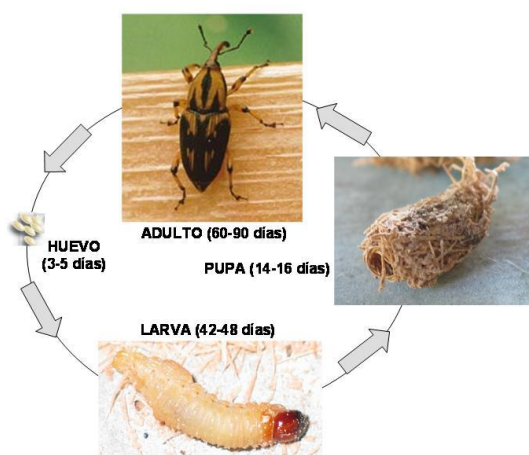 ADULTO (60-90 días)
HUEVO
(3-5 días)
PUPA (14-16 días)
LARVA (42-48 días)